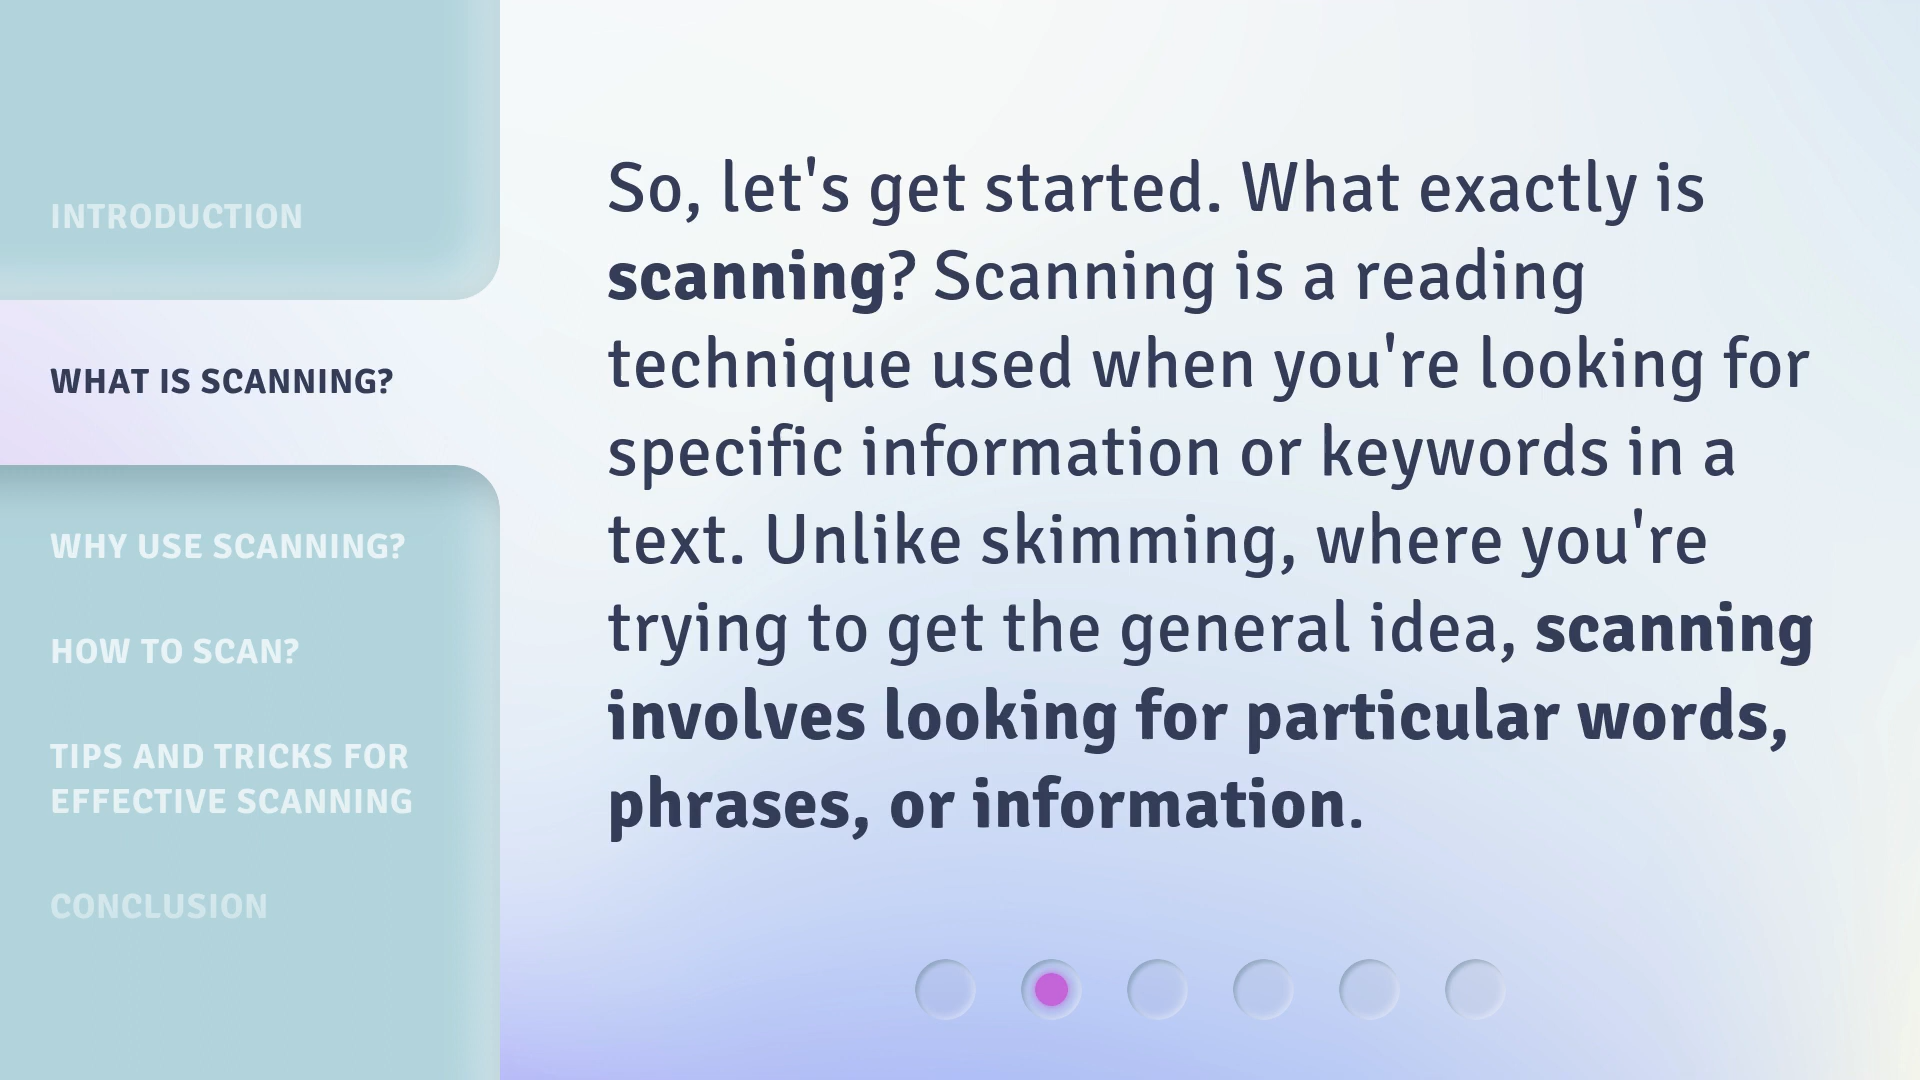 INTRODUCTION
WHAT IS SCANNING?
WHY USE SCANNING?
HOW TO SCAN?
TIPS AND TRICKS FOR
EFFECTIVE SCANNING
CONCLUSION
So, let's get started. What exactly is
scanning? Scanning is a reading
technique used when you're looking for
specific information or keywords in a
text. Unlike skimming, where you're
trying to get the general idea, scanning
involves looking for particular words,
phrases, or information.